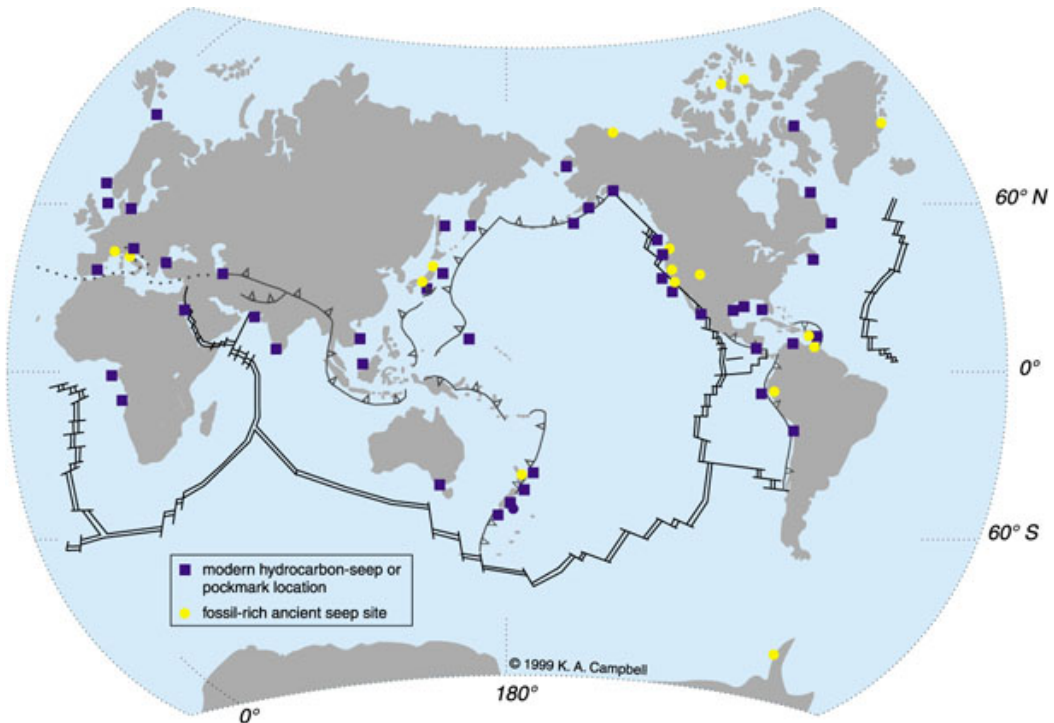 60° N
0°
60° S
modern hydrocarbon-seep or
pockmark location
fossil-rich ancient seep site
© 1999 K. A. Campbell
180°
0°